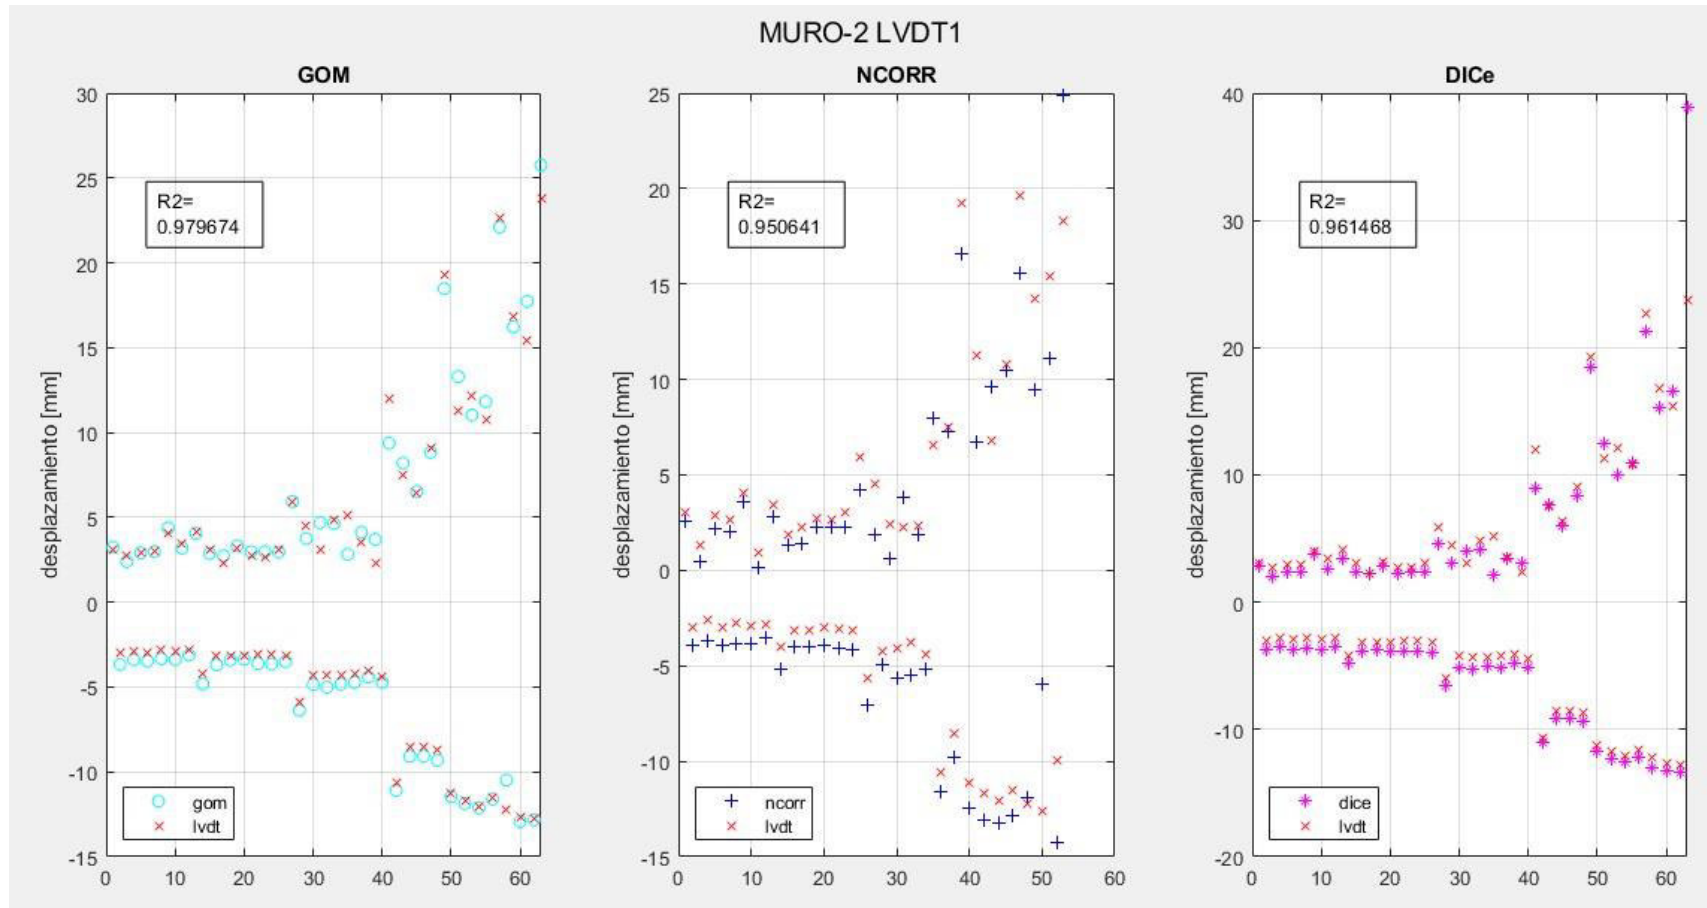 MURO-2 LVDT1
GOM
30
25
20
15
10
5
0
-5
-10
-15
desplazamiento [mm]
R2=
0.979674
gom
lvdt
0 10 20 30 40 50 60
NCORR
25
20
15
10
5
0
-5
-10
-15
desplazamiento [mm]
R2=
0.950641
ncorr
lvdt
0 10 20 30 40 50 60
DICe
40
30
20
10
0
-10
-20
desplazamiento [mm]
R2=
0.961468
dice
lvdt
0 10 20 30 40 50 60